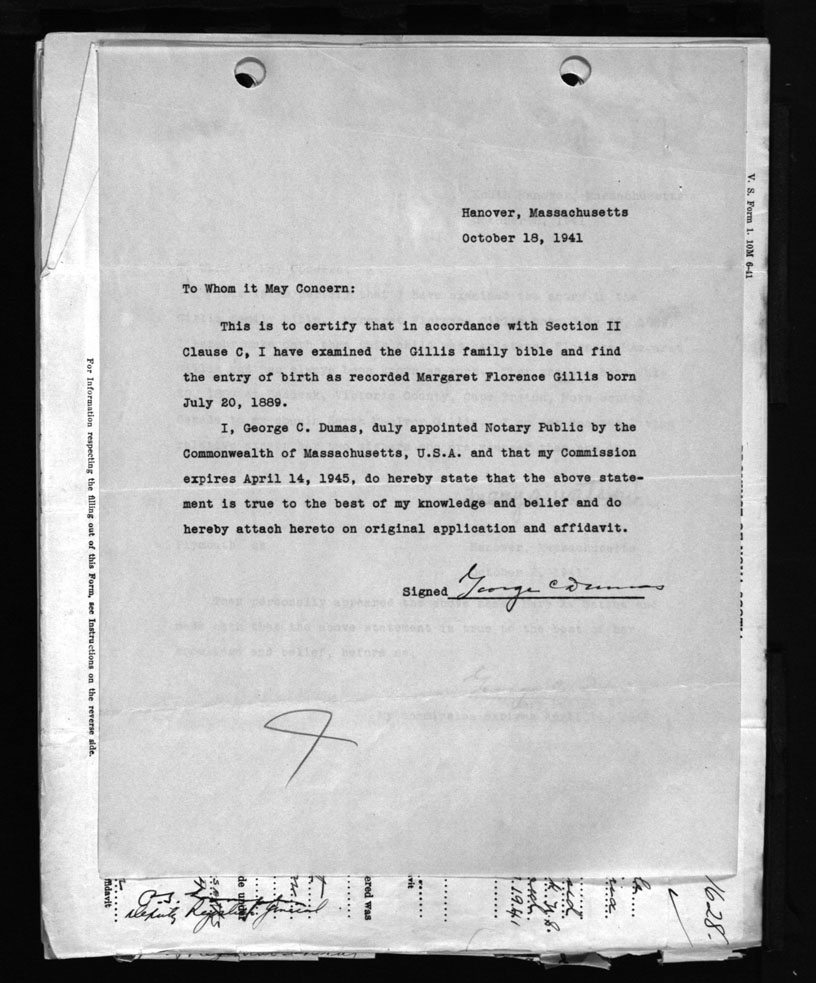 Hanover, Massachusetts
October 18, 1941
To Whom it May Concern:
This is to certify that in accordance with Section II
Clause C, I have examined the Gillis family bible and find
the entry of birth as recorded Margaret Florence Gillis born
July 20, 1889.
I, George C. Dumas, duly appointed Notary Public by the
Commonwealth of Massachusetts, U.S.A. and that my Commission
expires April 14, 1945, do hereby state that the above state-
ment is true to the best of my knowledge and belief and do
hereby attach hereto on original application and affidavit.
Signed George C Dumas
V. S. Form 1. 10M 6-41
For Information respecting the filling out of this Form, see Instructions on the reverse side.
Deputy Registrar General
de under
ered was
fidavit
1628-